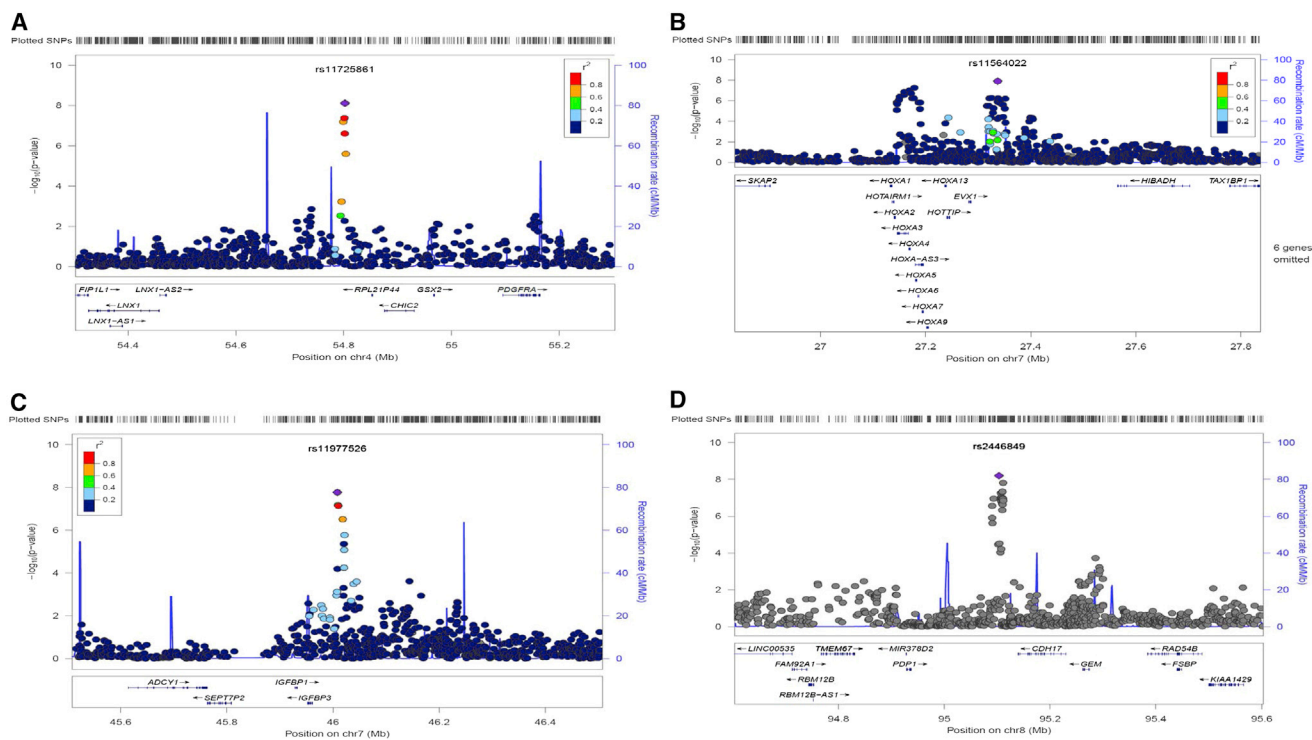 A
Plotted SNPs
rs11725861
r²
0.8
0.6
0.4
0.2
10
8
6
4
2
0
−log10(p−value)
100
80
60
40
20
0
Recombination rate (cM/Mb)
FIP1L1→
LNX1−AS2→
←RPL21P44
GSX2→
PDGFRA→
←LNX1
←CHIC2
LNX1−AS1→
54.4
54.6
54.8
55
55.2
Position on chr4 (Mb)
B
Plotted SNPs
rs11564022
r²
0.8
0.6
0.4
0.2
10
8
6
4
2
0
−log10(p−value)
100
80
60
40
20
0
Recombination rate (cM/Mb)
←SKAP2
←HOXA1
←HOXA13
←HIBADH
TAX1BP1→
HOTAIRM1→
EVX1→
←HOXA2
HOTTIP→
←HOXA3
←HOXA4
HOXA−AS3→
←HOXA5
←HOXA6
←HOXA7
←HOXA9
6 genes
omitted
27
27.2
27.4
27.6
27.8
Position on chr7 (Mb)
C
Plotted SNPs
rs11977526
r²
0.8
0.6
0.4
0.2
10
8
6
4
2
0
−log10(p−value)
100
80
60
40
20
0
Recombination rate (cM/Mb)
ADCY1→
IGFBP1→
←SEPT7P2
←IGFBP3
45.6
45.8
46
46.2
46.4
Position on chr7 (Mb)
D
Plotted SNPs
rs2446849
10
8
6
4
2
0
−log10(p−value)
100
80
60
40
20
0
Recombination rate (cM/Mb)
←LINC00535
TMEM67→
←MIR378D2
←CDH17
←RAD54B
FAM92A1→
PDP1→
←GEM
←FSBP
←RBM12B
←KIAA1429
RBM12B−AS1→
94.8
95
95.2
95.4
95.6
Position on chr8 (Mb)